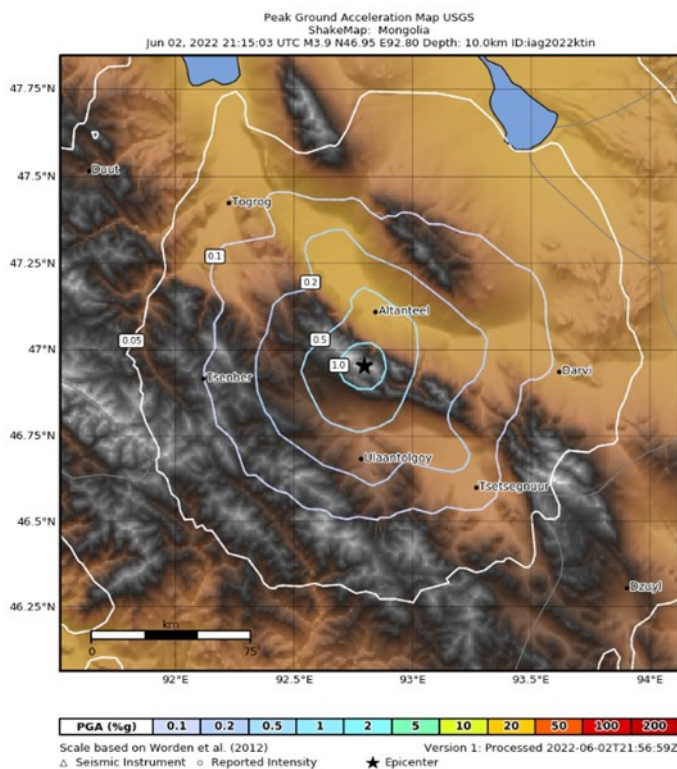 Peak Ground Acceleration Map USGS
ShakeMap: Mongolia
Jun 02, 2022 21:15:03 UTC M3.9 N46.95 E92.80 Depth: 10.0km ID:iag2022ktin
47.75°N
47.5°N
Duut
Togrog
47.25°N
0.1
0.2
Altanteel
47°N
0.05
0.5
1.0
Tsenher
Darvi
46.75°N
Ulaantolgoy
Tsetsegnuur
46.5°N
46.25°N
Dzuyl
km
0
75
92°E
92.5°E
93°E
93.5°E
94°E
PGA (%g) 0.1 0.2 0.5 1 2 5 10 20 50 100 200
Scale based on Worden et al. (2012) Version 1: Processed 2022-06-02T21:56:59Z
△ Seismic Instrument ○ Reported Intensity ★ Epicenter